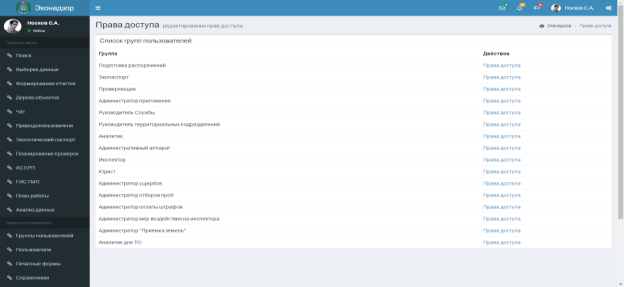 Эконадзор
Носков С.А.
Носков С.А.
Online
Поиск
Выборка данных
Формирование отчетов
Дерево объектов
Чат
Природопользователи
Экологический паспорт
Планирование проверок
АС ЕРП
ГИС ГМП
План работы
Анализ данных
Группы пользователей
Пользователи
Печатные формы
Справочники
Права доступа редактирование прав доступа
Эконадзор > Права доступа
Список групп пользователей
Группа Действие
Подготовка распоряжений Права доступа
Экопаспорт Права доступа
Проверяющие Права доступа
Администратор приложения Права доступа
Руководитель Службы Права доступа
Руководитель территориальных подразделений Права доступа
Аналитик Права доступа
Административный аппарат Права доступа
Инспектор Права доступа
Юрист Права доступа
Администратор ущербов Права доступа
Администратор отборов проб Права доступа
Администратор оплаты штрафов Права доступа
Администратор мер воздействия на инспектора Права доступа
Администратор "Приемка земель" Права доступа
Аналитик для ТО Права доступа